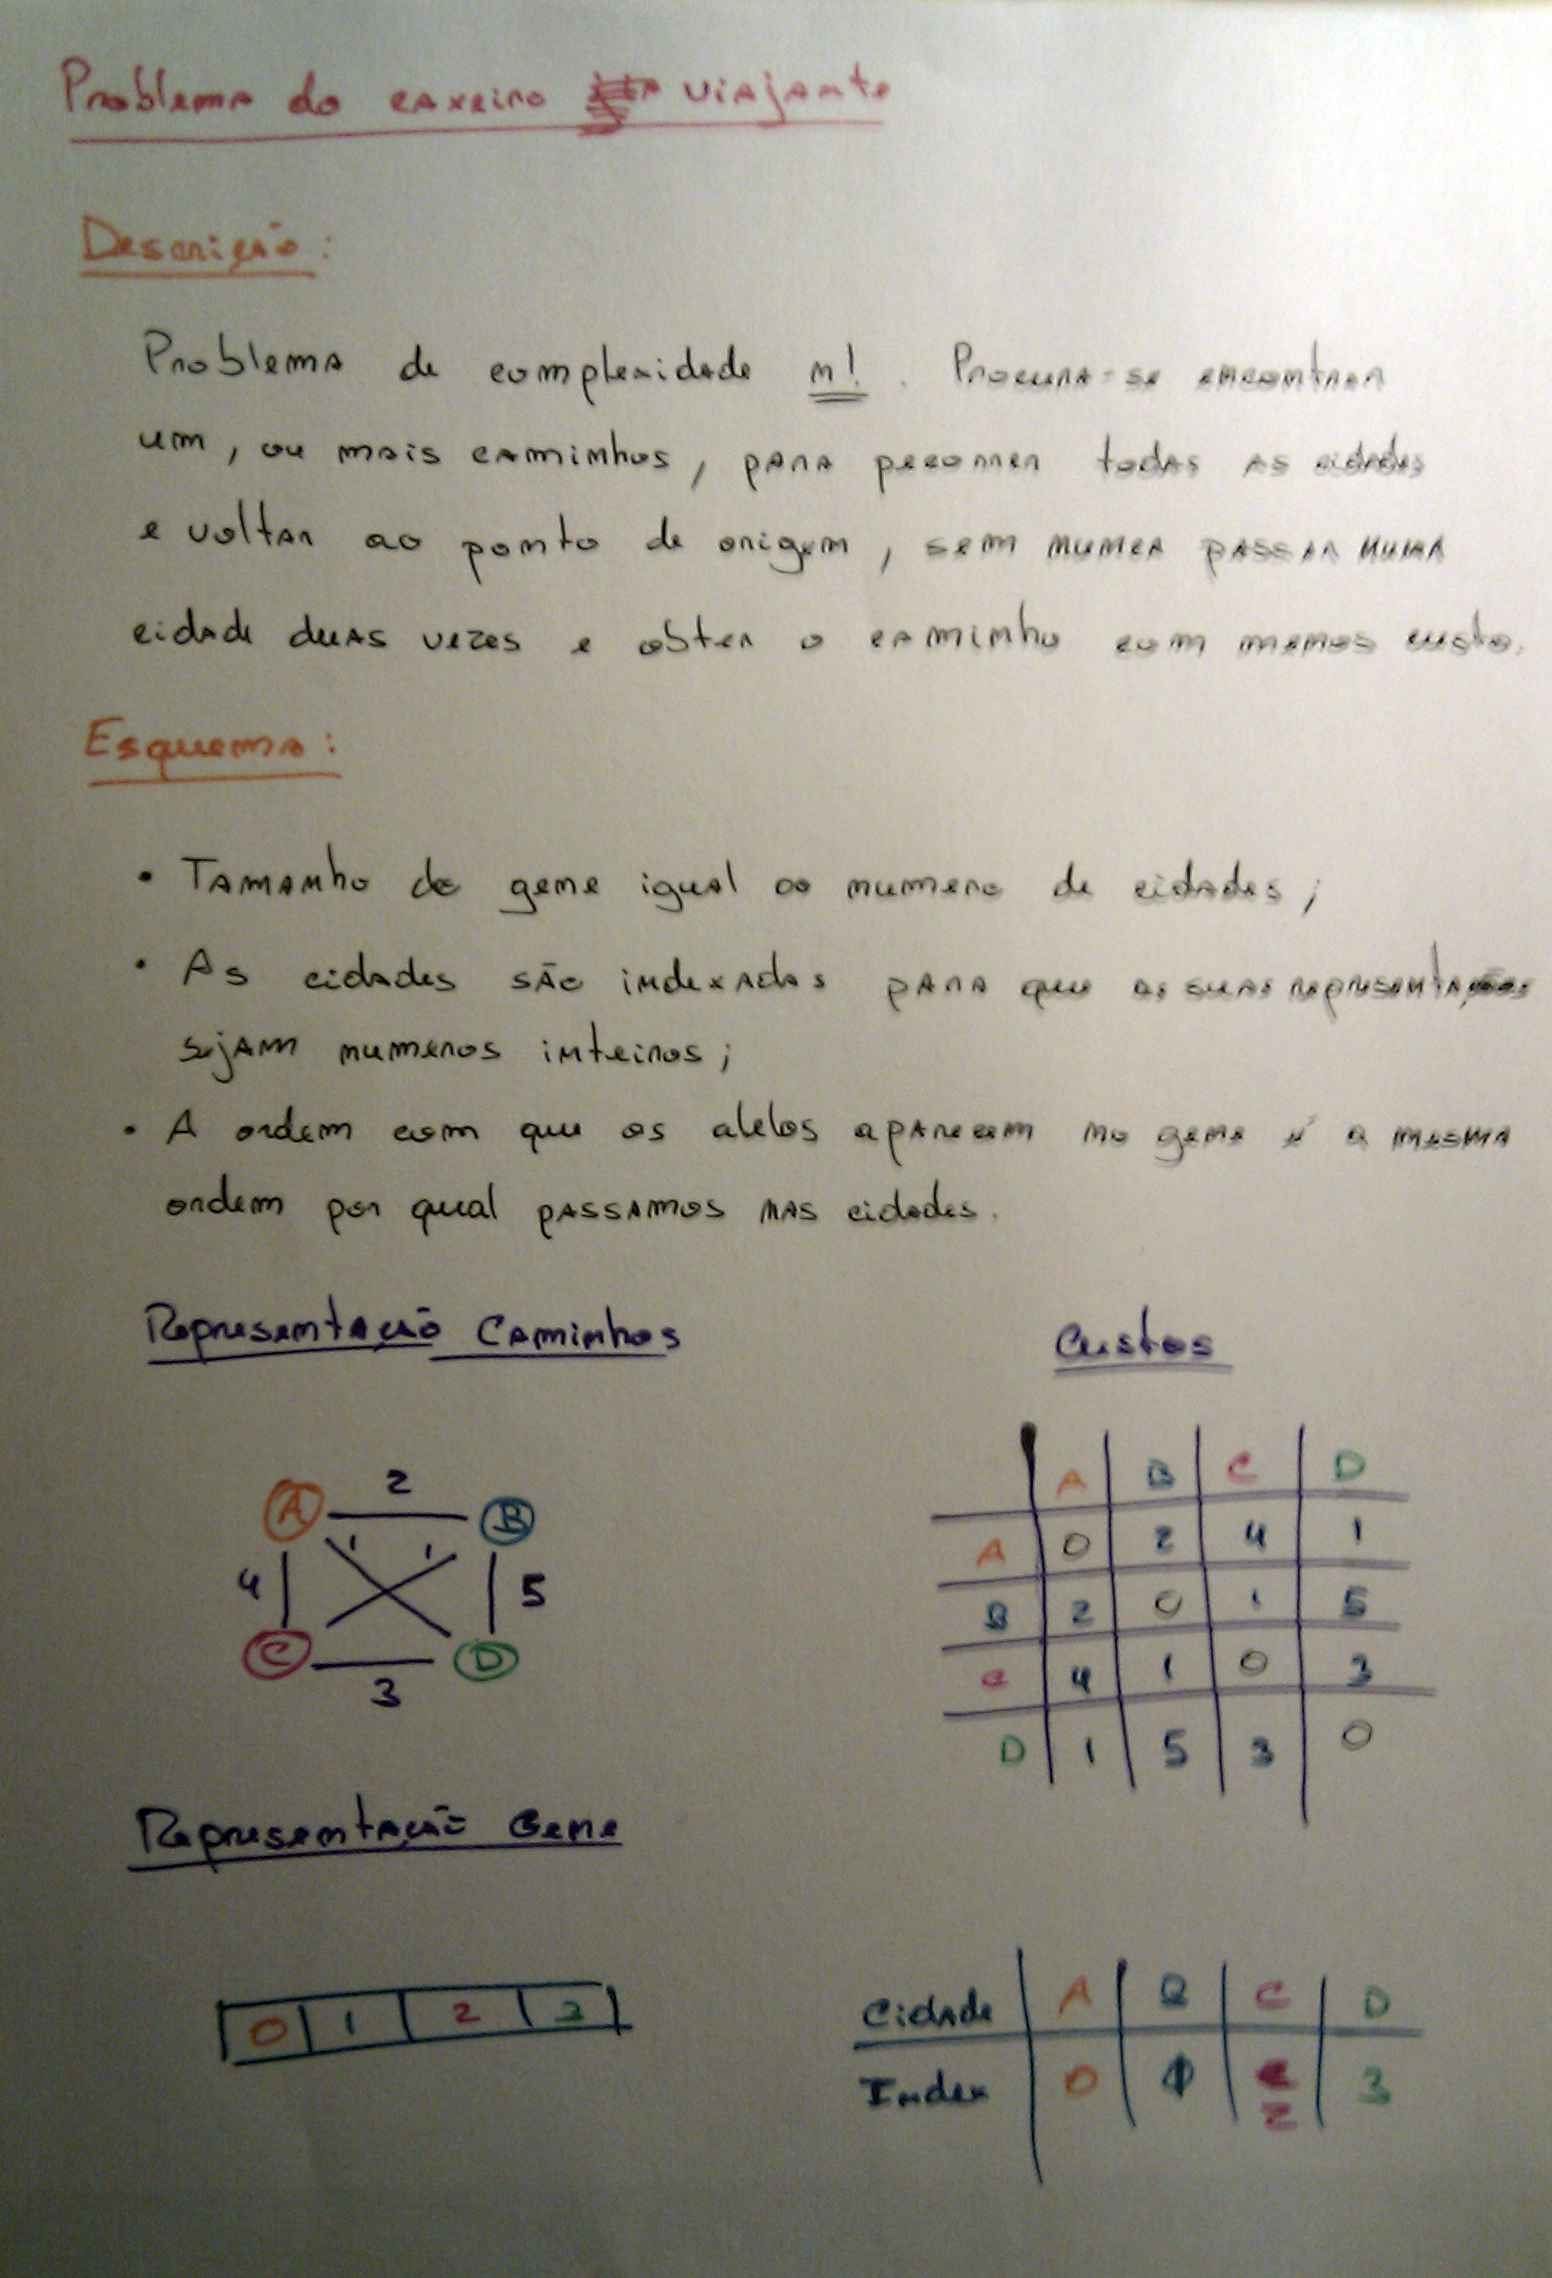 Problema do caxeiro viajante
Descrição:
Problema de complexidade n!. Procura-se encontrar
um, ou mais caminhos, para pecorrer todas as cidades
e voltar ao ponto de origem, sem nunca passar numa
cidade duas vezes e obter o caminho com menos custo.
Esquema:
• Tamanho do gene igual ao numero de cidades;
• As cidades são indexadas para que as suas representações
sejam numeros inteiros;
• A ordem com que os alelos aparecem no gene é a mesma
ordem por qual passamos nas cidades.
Representação Caminhos
Custos
A 2 B
1 1
4 5
C 3 D
A B C D
A 0 2 4 1
B 2 0 1 5
C 4 1 0 3
D 1 5 3 0
Representação Gene
0 1 2 3
Cidade A B C D
Index 0 1 2 3